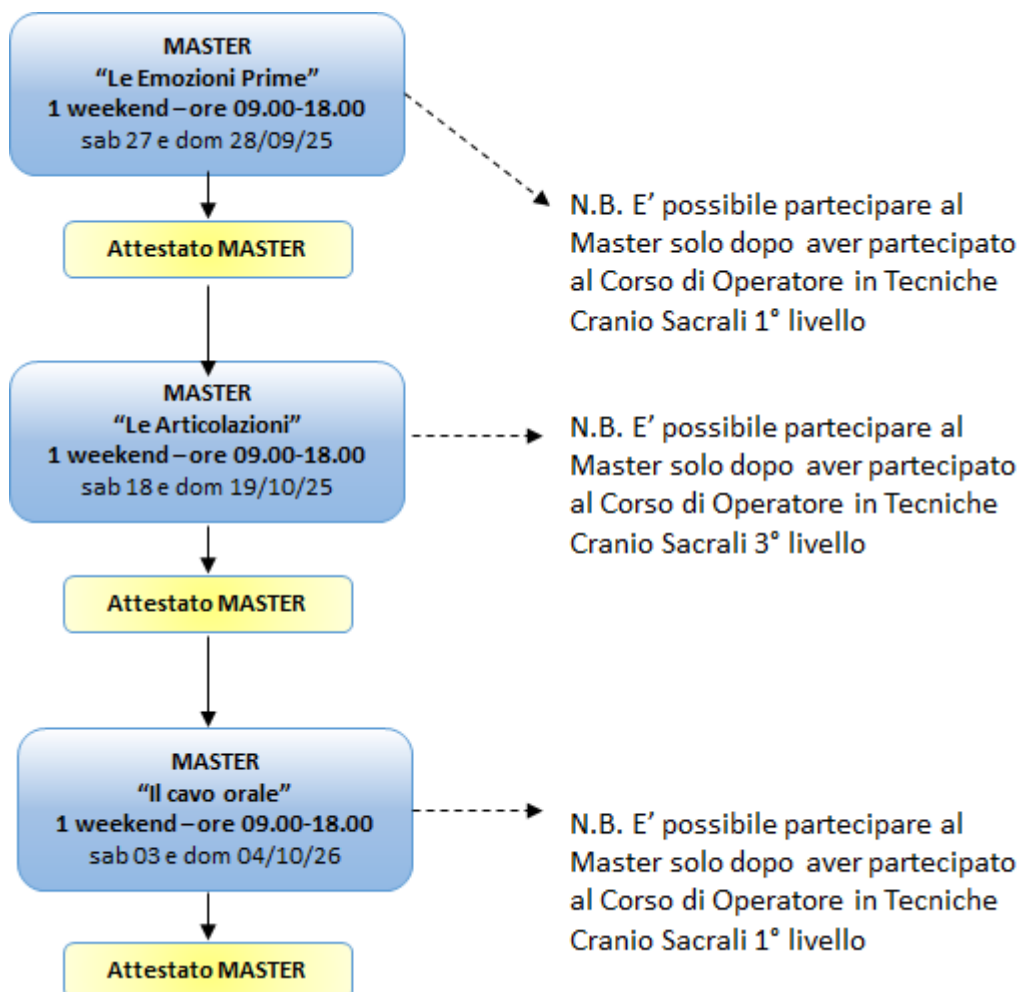 MASTER
“Le Emozioni Prime”
1 weekend – ore 09.00-18.00
sab 27 e dom 28/09/25
N.B. E’ possibile partecipare al
Master solo dopo aver partecipato
al Corso di Operatore in Tecniche
Cranio Sacrali 1° livello
Attestato MASTER
MASTER
“Le Articolazioni”
1 weekend – ore 09.00-18.00
sab 18 e dom 19/10/25
N.B. E’ possibile partecipare al
Master solo dopo aver partecipato
al Corso di Operatore in Tecniche
Cranio Sacrali 3° livello
Attestato MASTER
MASTER
“Il cavo orale”
1 weekend – ore 09.00-18.00
sab 03 e dom 04/10/26
N.B. E’ possibile partecipare al
Master solo dopo aver partecipato
al Corso di Operatore in Tecniche
Cranio Sacrali 1° livello
Attestato MASTER